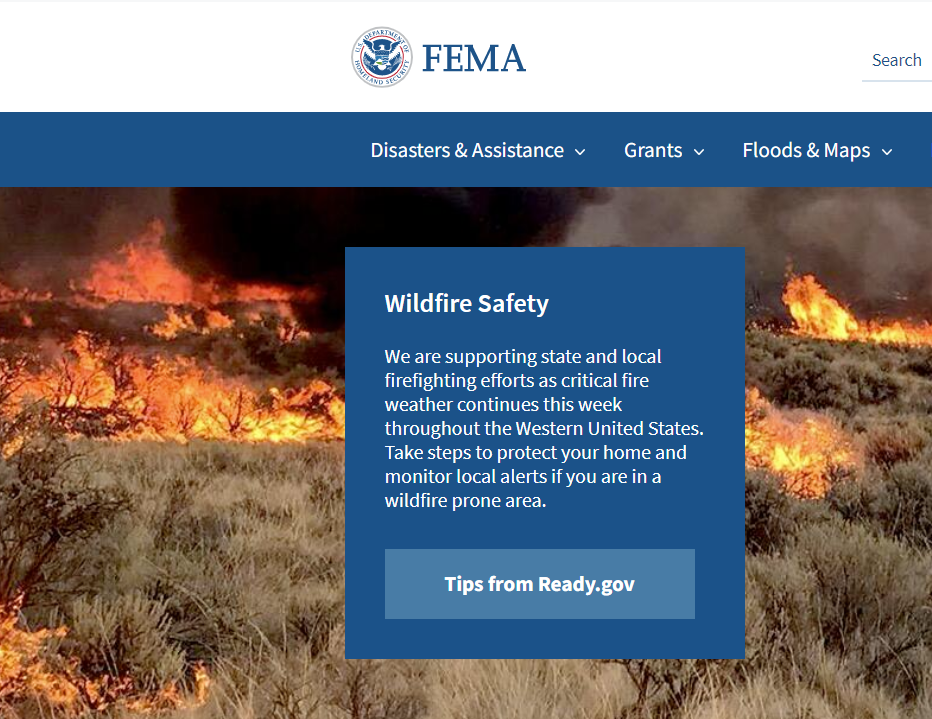 U.S. DEPARTMENT OF
HOMELAND SECURITY
FEMA
Search
Disasters & Assistance
Grants
Floods & Maps
Wildfire Safety
We are supporting state and local
firefighting efforts as critical fire
weather continues this week
throughout the Western United States.
Take steps to protect your home and
monitor local alerts if you are in a
wildfire prone area.
Tips from Ready.gov